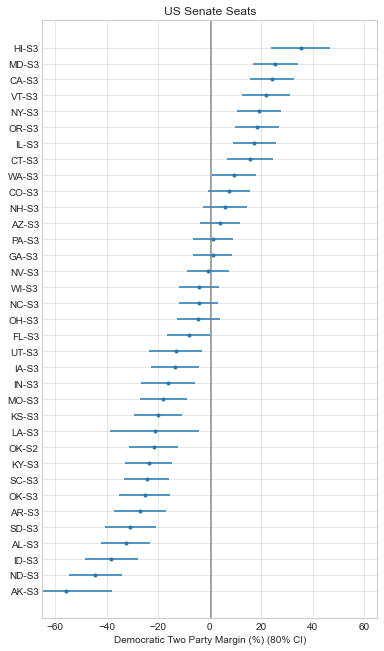 US Senate Seats
HI-S3
MD-S3
CA-S3
VT-S3
NY-S3
OR-S3
IL-S3
CT-S3
WA-S3
CO-S3
NH-S3
AZ-S3
PA-S3
GA-S3
NV-S3
WI-S3
NC-S3
OH-S3
FL-S3
UT-S3
IA-S3
IN-S3
MO-S3
KS-S3
LA-S3
OK-S2
KY-S3
SC-S3
OK-S3
AR-S3
SD-S3
AL-S3
ID-S3
ND-S3
AK-S3
−60 −40 −20 0 20 40 60
Democratic Two Party Margin (%) (80% CI)